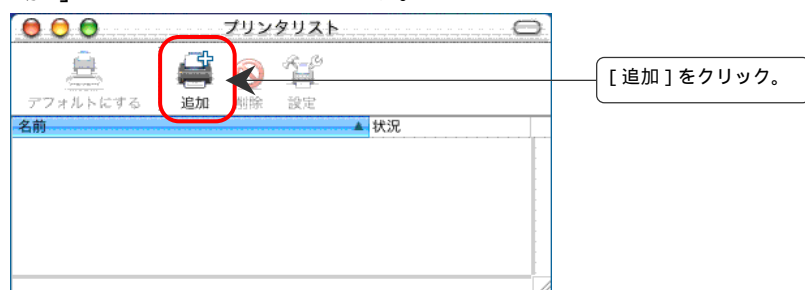 プリンタリスト
デフォルトにする 追加 削除 設定
[ 追加 ] をクリック。
名前 状況